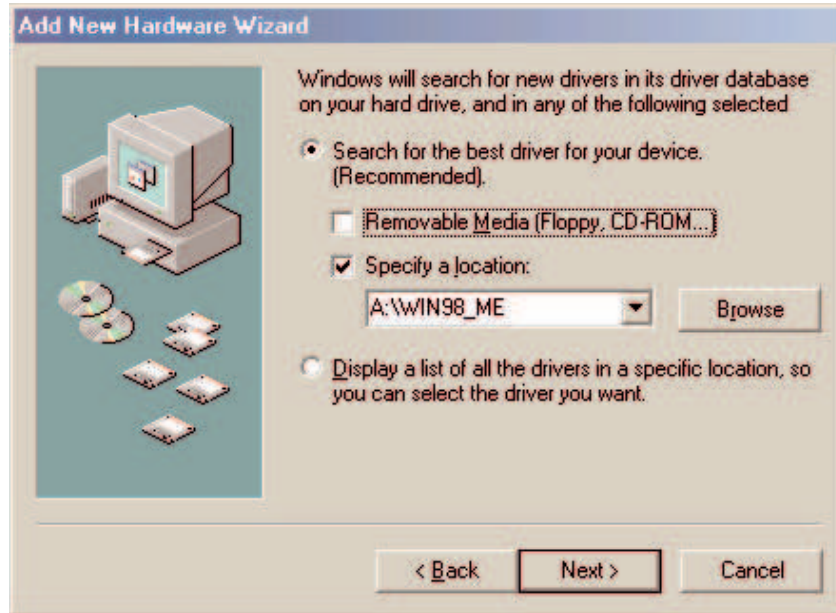 Add New Hardware Wizard
Windows will search for new drivers in its driver database
on your hard drive, and in any of the following selected
Search for the best driver for your device.
(Recommended).
Removable Media (Floppy, CD-ROM...)
Specify a location:
A:\WIN98_ME
Browse
Display a list of all the drivers in a specific location, so
you can select the driver you want.
< Back
Next >
Cancel